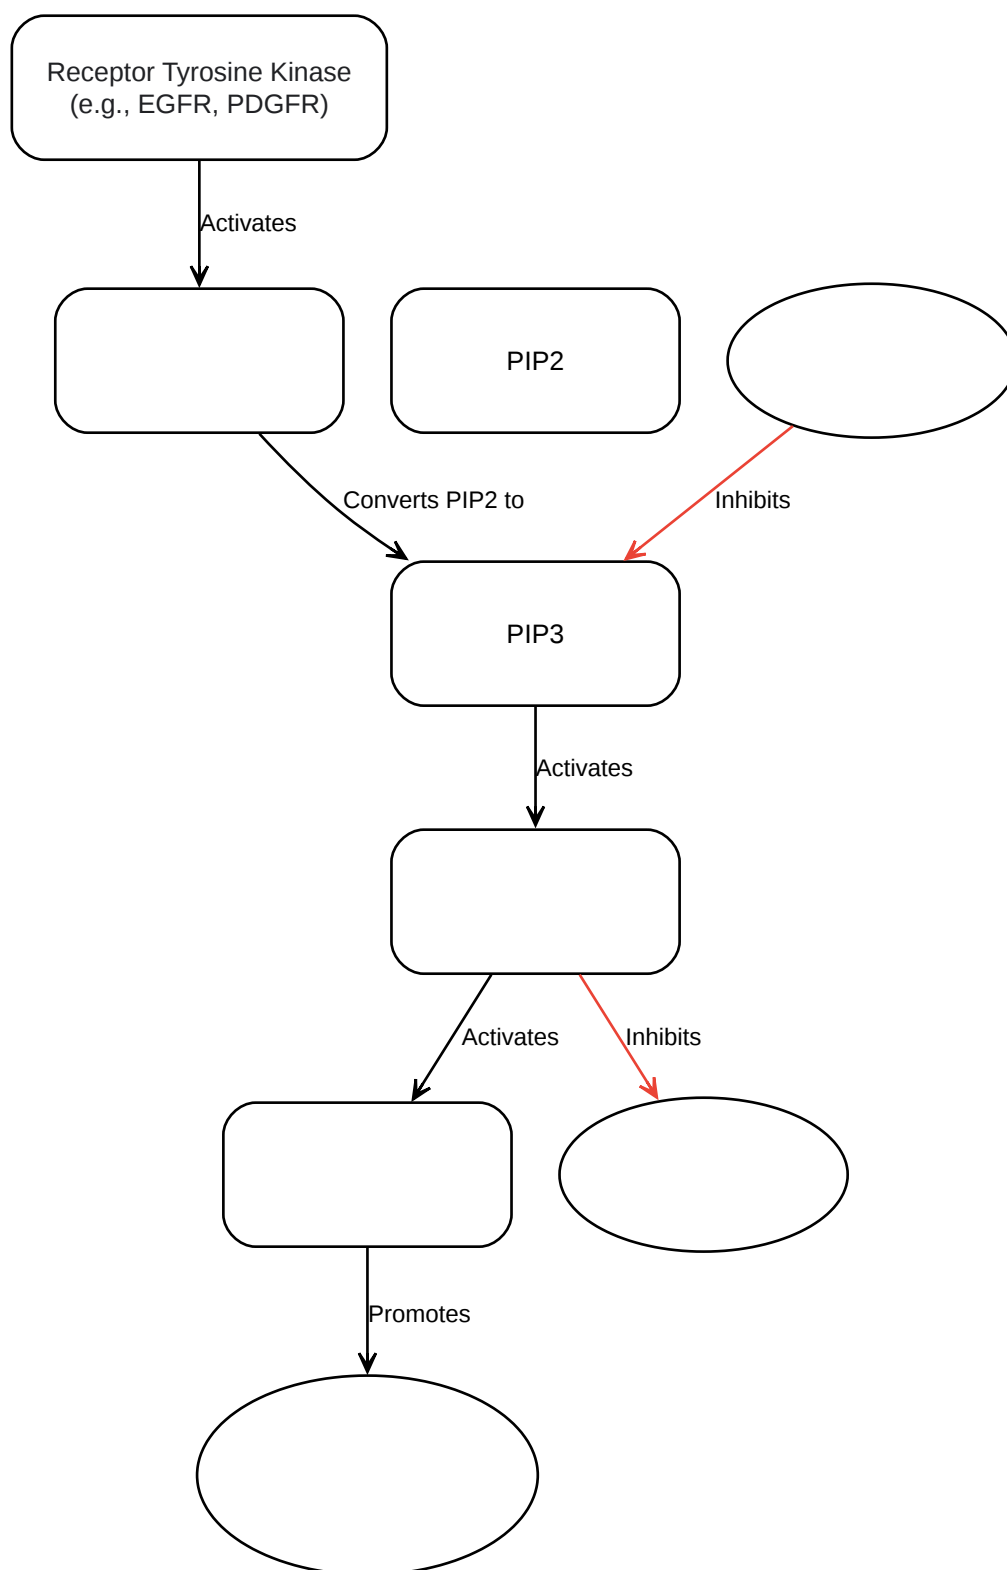 Receptor Tyrosine Kinase
(e.g., EGFR, PDGFR)
Activates
PIP2
Converts PIP2 to
Inhibits
PIP3
Activates
Activates
Inhibits
Promotes